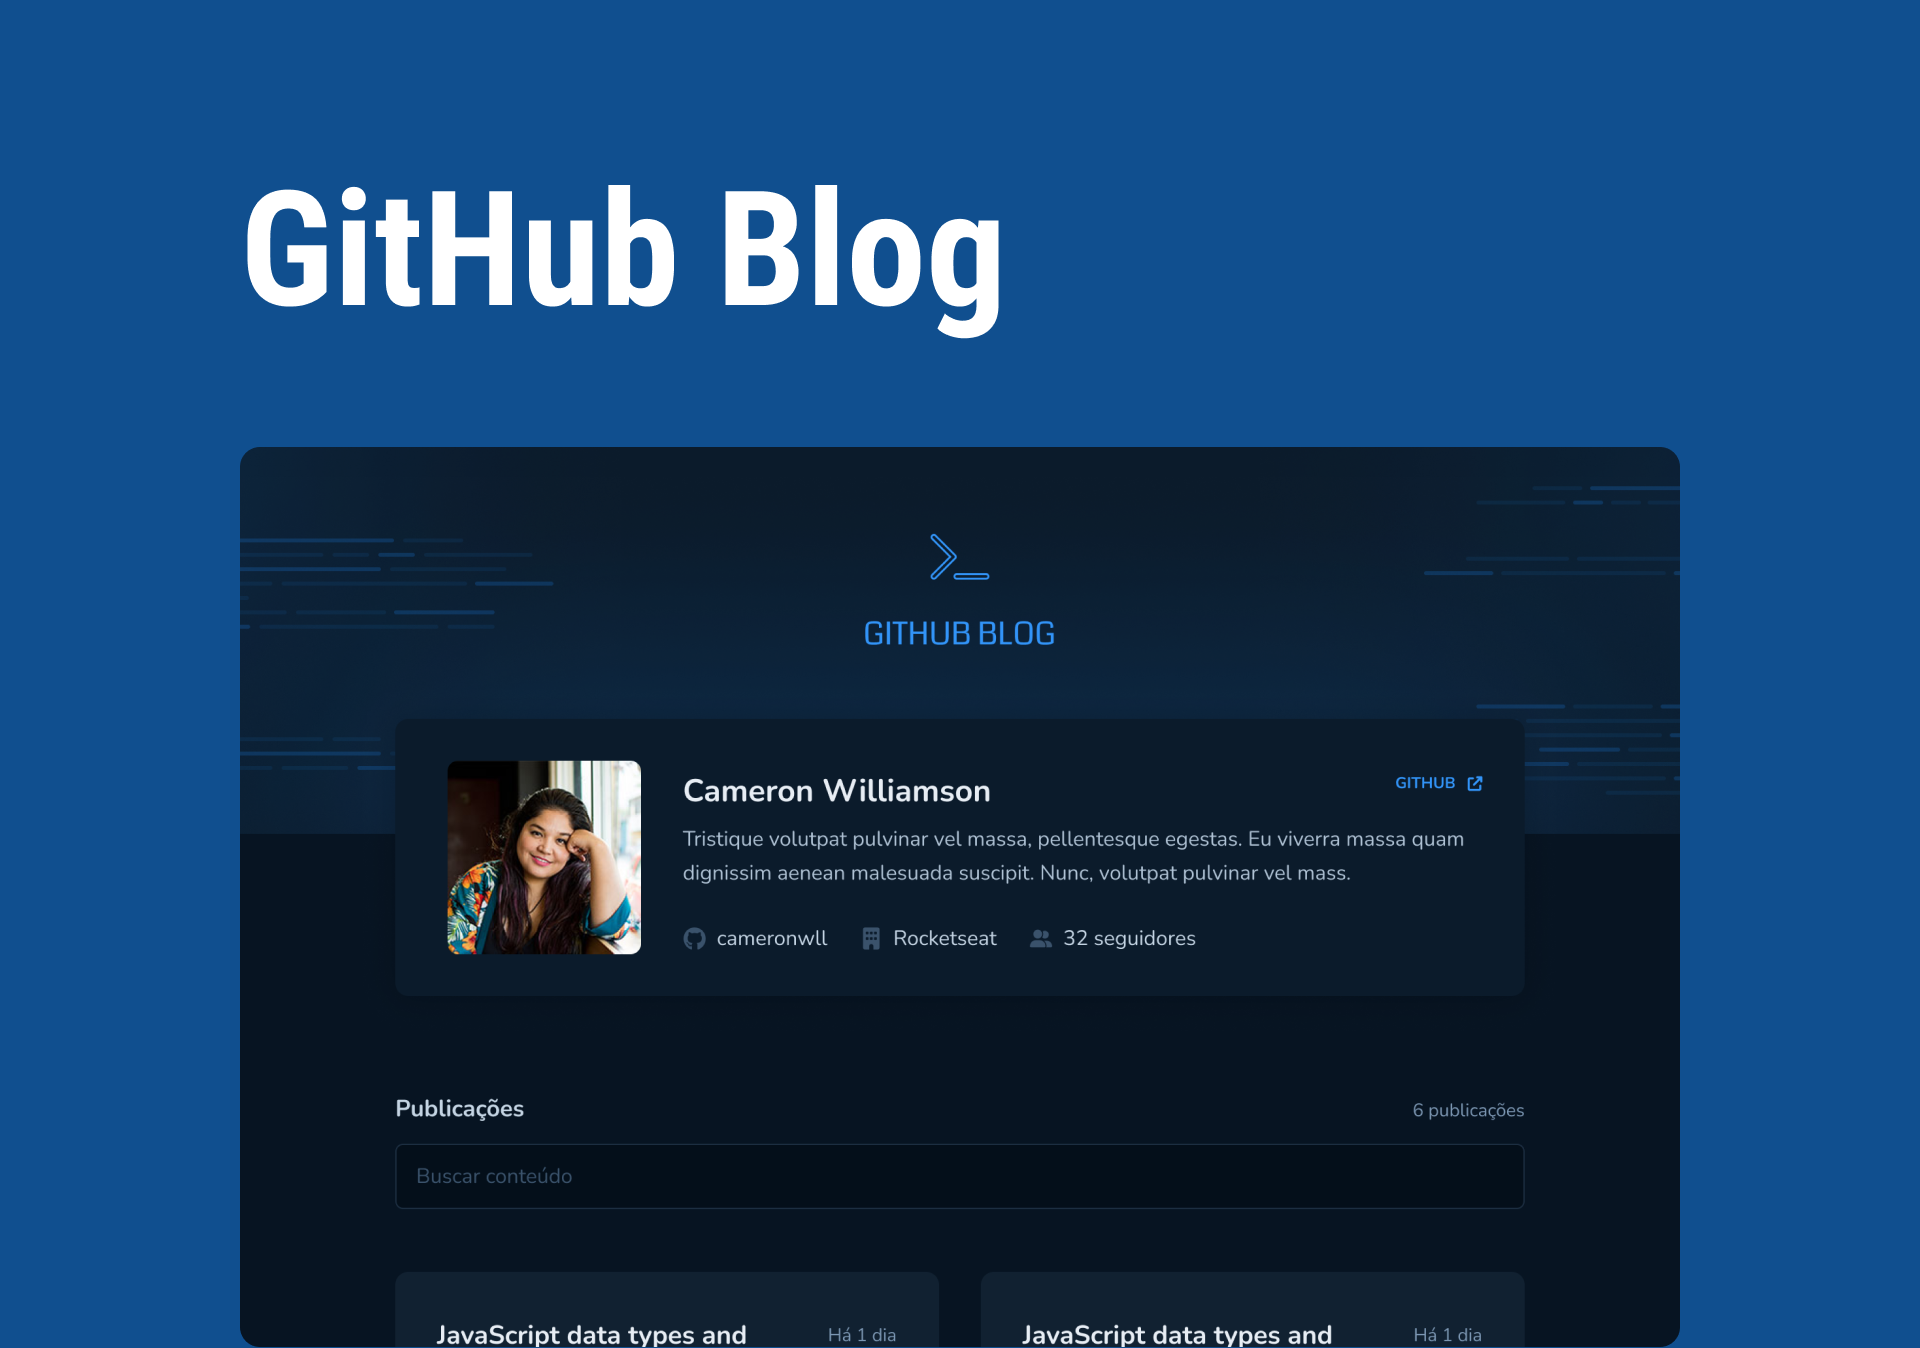 GitHub Blog
GITHUB BLOG
Cameron Williamson
GITHUB
Tristique volutpat pulvinar vel massa, pellentesque egestas. Eu viverra massa quam
dignissim aenean malesuada suscipit. Nunc, volutpat pulvinar vel mass.
cameronwll
Rocketseat
32 seguidores
Publicações
6 publicações
Buscar conteúdo
JavaScript data types and
Há 1 dia
JavaScript data types and
Há 1 dia